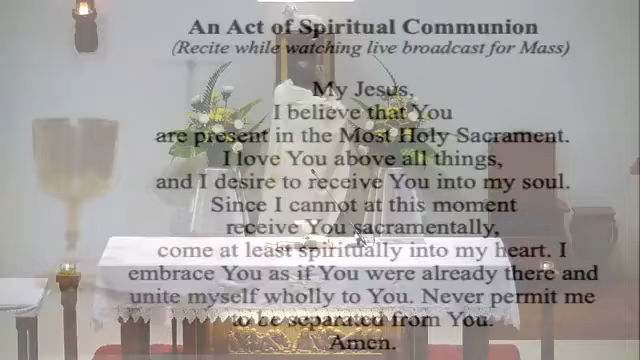 An Act of Spiritual Communion
(Recite while watching live broadcast for Mass)
My Jesus,
I believe that You
are present in the Most Holy Sacrament.
I love You above all things,
and I desire to receive You into my soul.
Since I cannot at this moment
receive You sacramentally,
come at least spiritually into my heart. I
embrace You as if You were already there and
unite myself wholly to You. Never permit me
to be separated from You.
Amen.